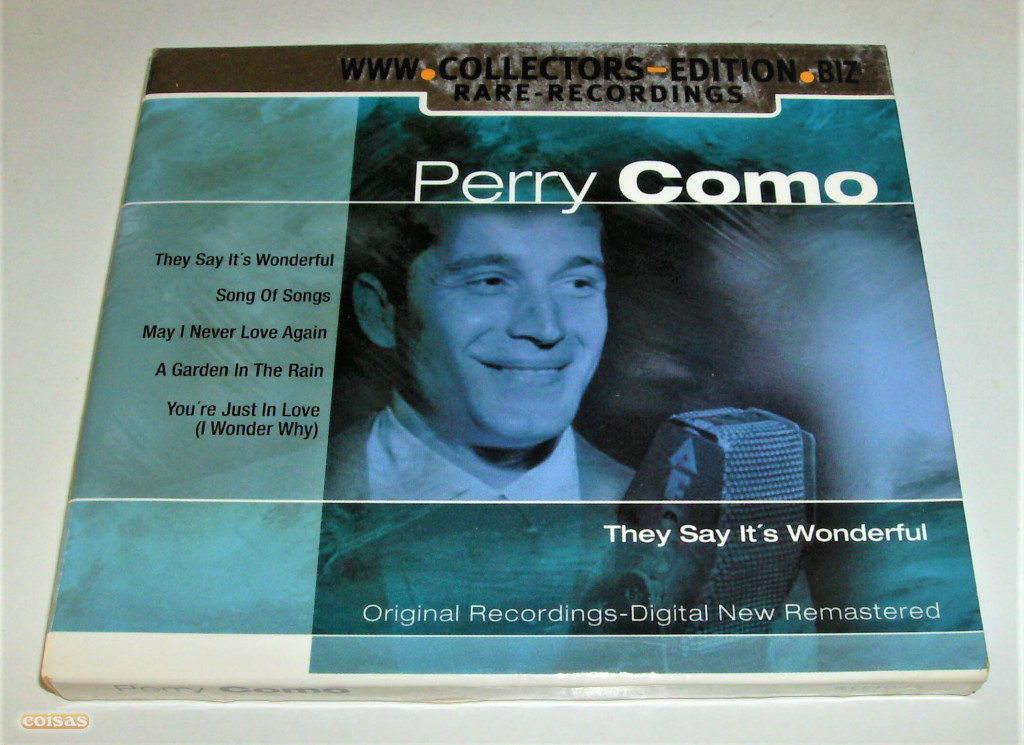 WWW.COLLECTORS-EDITION.BIZ
RARE-RECORDINGS
Perry Como
They Say It´s Wonderful
Song Of Songs
May I Never Love Again
A Garden In The Rain
You´re Just In Love
(I Wonder Why)
They Say It´s Wonderful
Original Recordings-Digital New Remastered
Perry Como
coisas